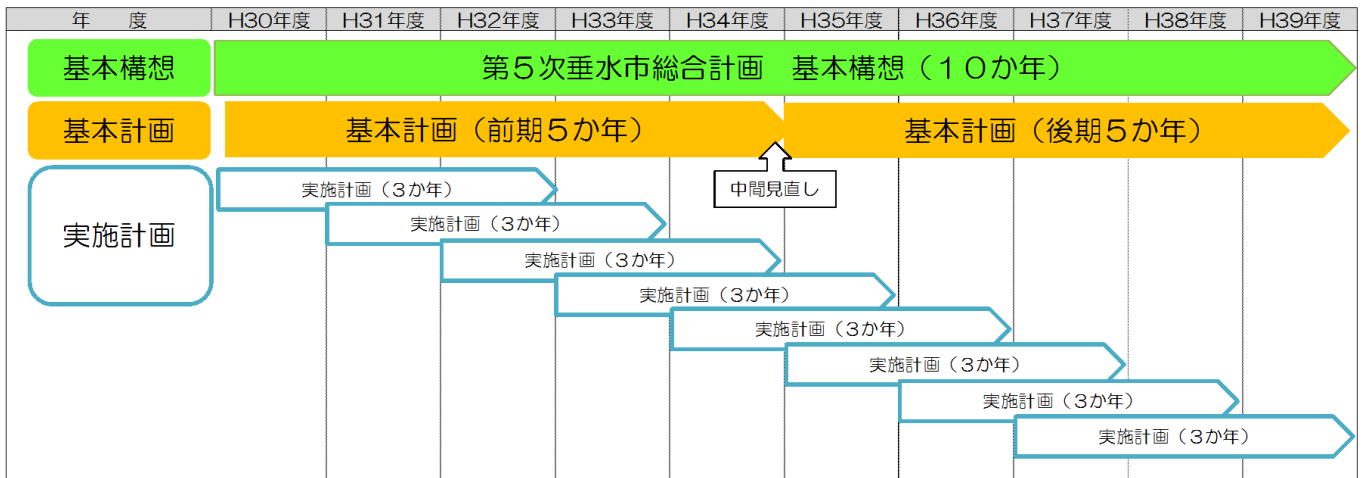 年 度 H30年度 H31年度 H32年度 H33年度 H34年度 H35年度 H36年度 H37年度 H38年度 H39年度
基本構想 第5次垂水市総合計画 基本構想(10か年)
基本計画 基本計画(前期5か年) 基本計画(後期5か年)
中間見直し
実施計画
実施計画(3か年)
実施計画(3か年)
実施計画(3か年)
実施計画(3か年)
実施計画(3か年)
実施計画(3か年)
実施計画(3か年)
実施計画(3か年)